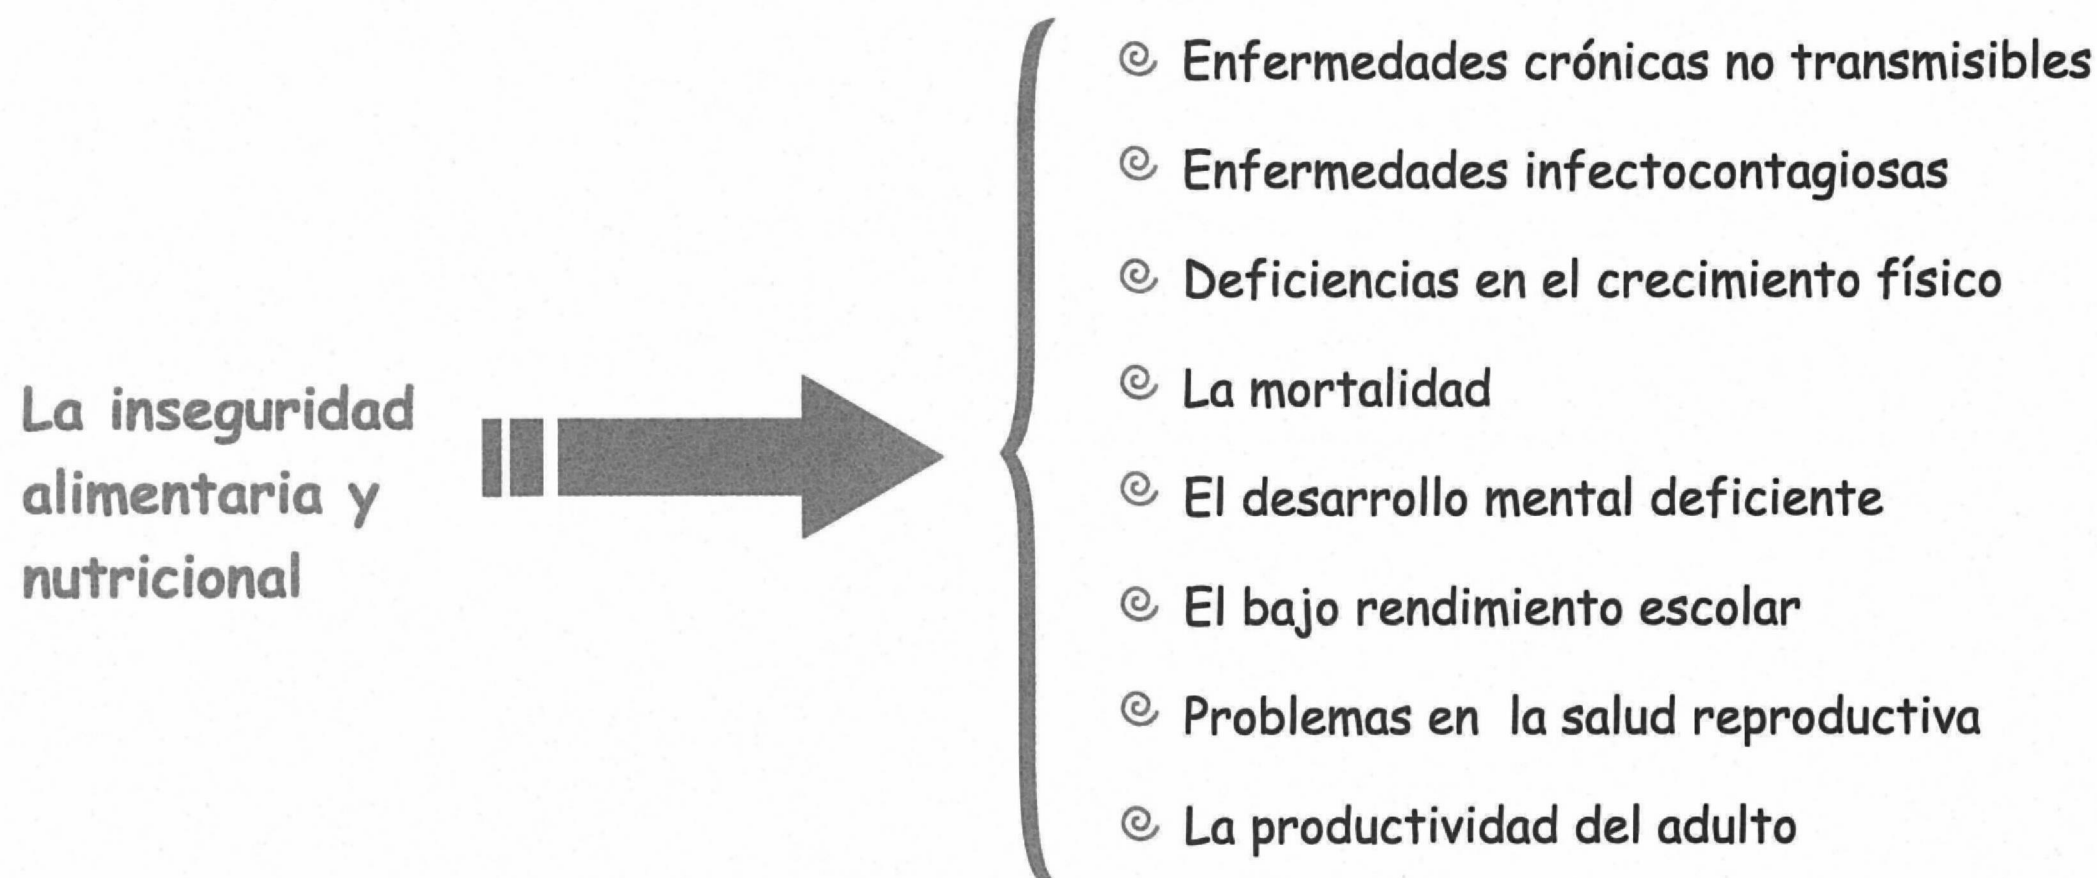 La inseguridad
alimentaria y
nutricional
Enfermedades crónicas no transmisibles
Enfermedades infectocontagiosas
Deficiencias en el crecimiento físico
La mortalidad
El desarrollo mental deficiente
El bajo rendimiento escolar
Problemas en la salud reproductiva
La productividad del adulto